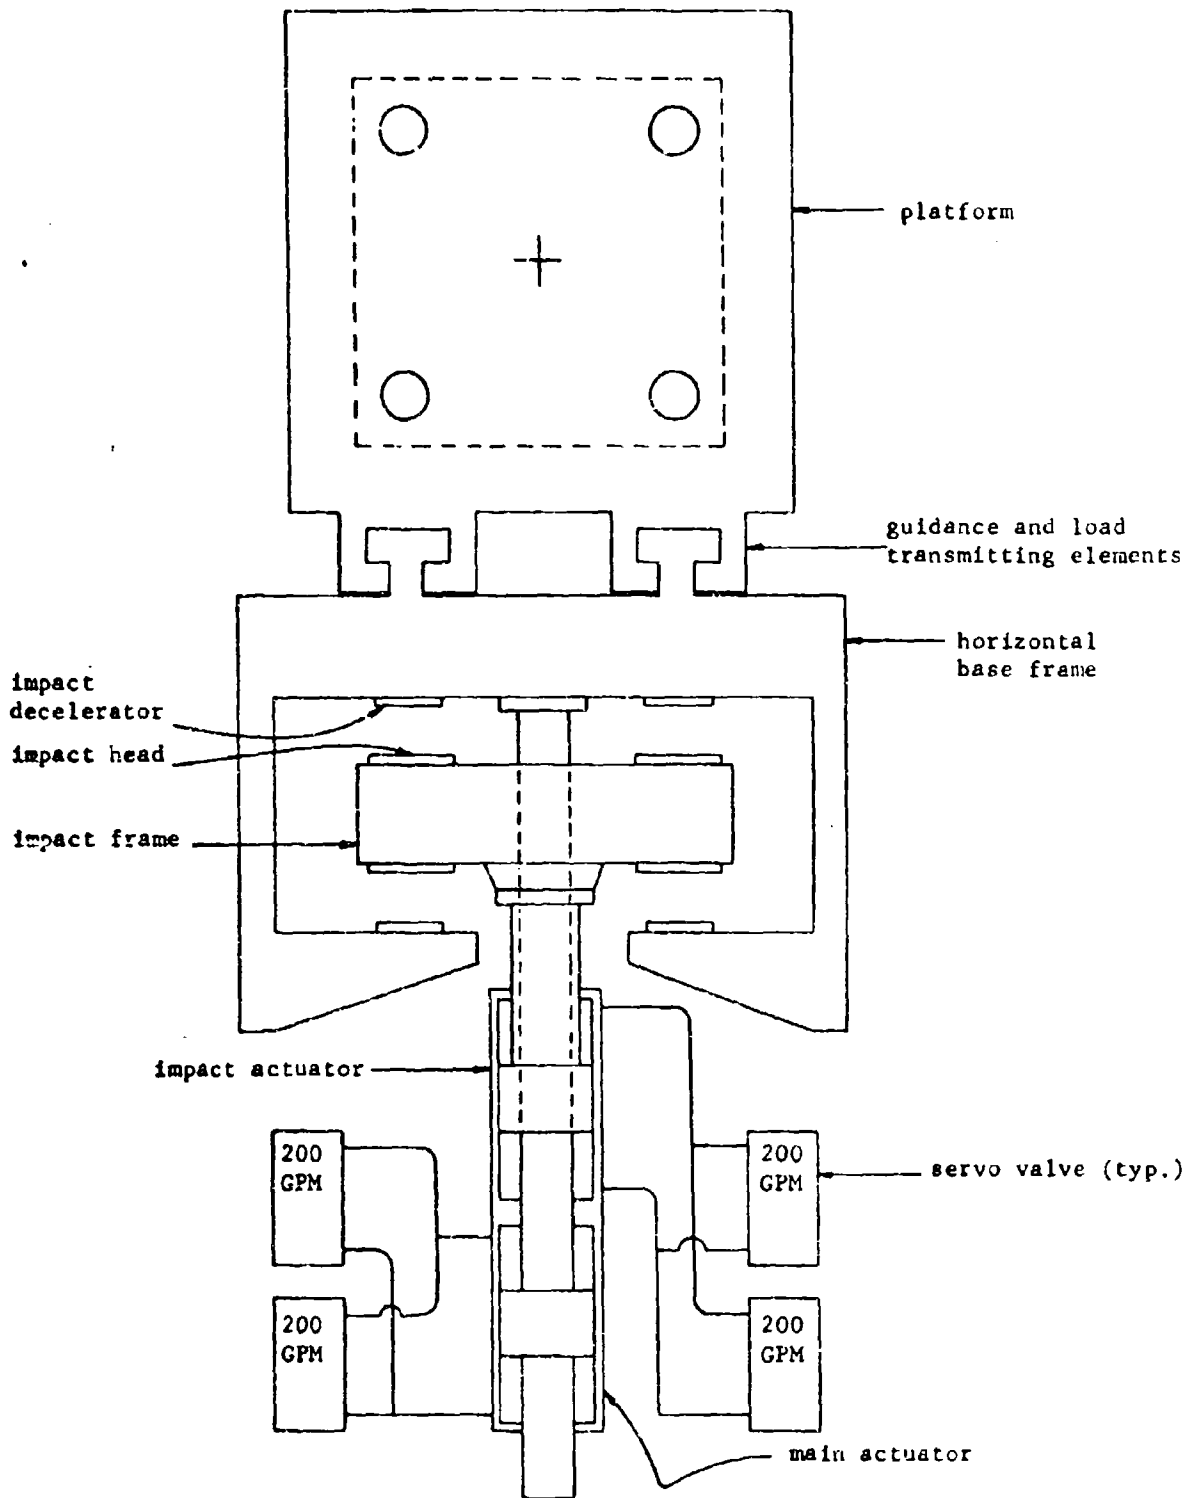 platform
guidance and load
transmitting elements
horizontal
base frame
impact
decelerator
impact head
impact frame
impact actuator
200
GPM
200
GPM
servo valve (typ.)
200
GPM
200
GPM
main actuator